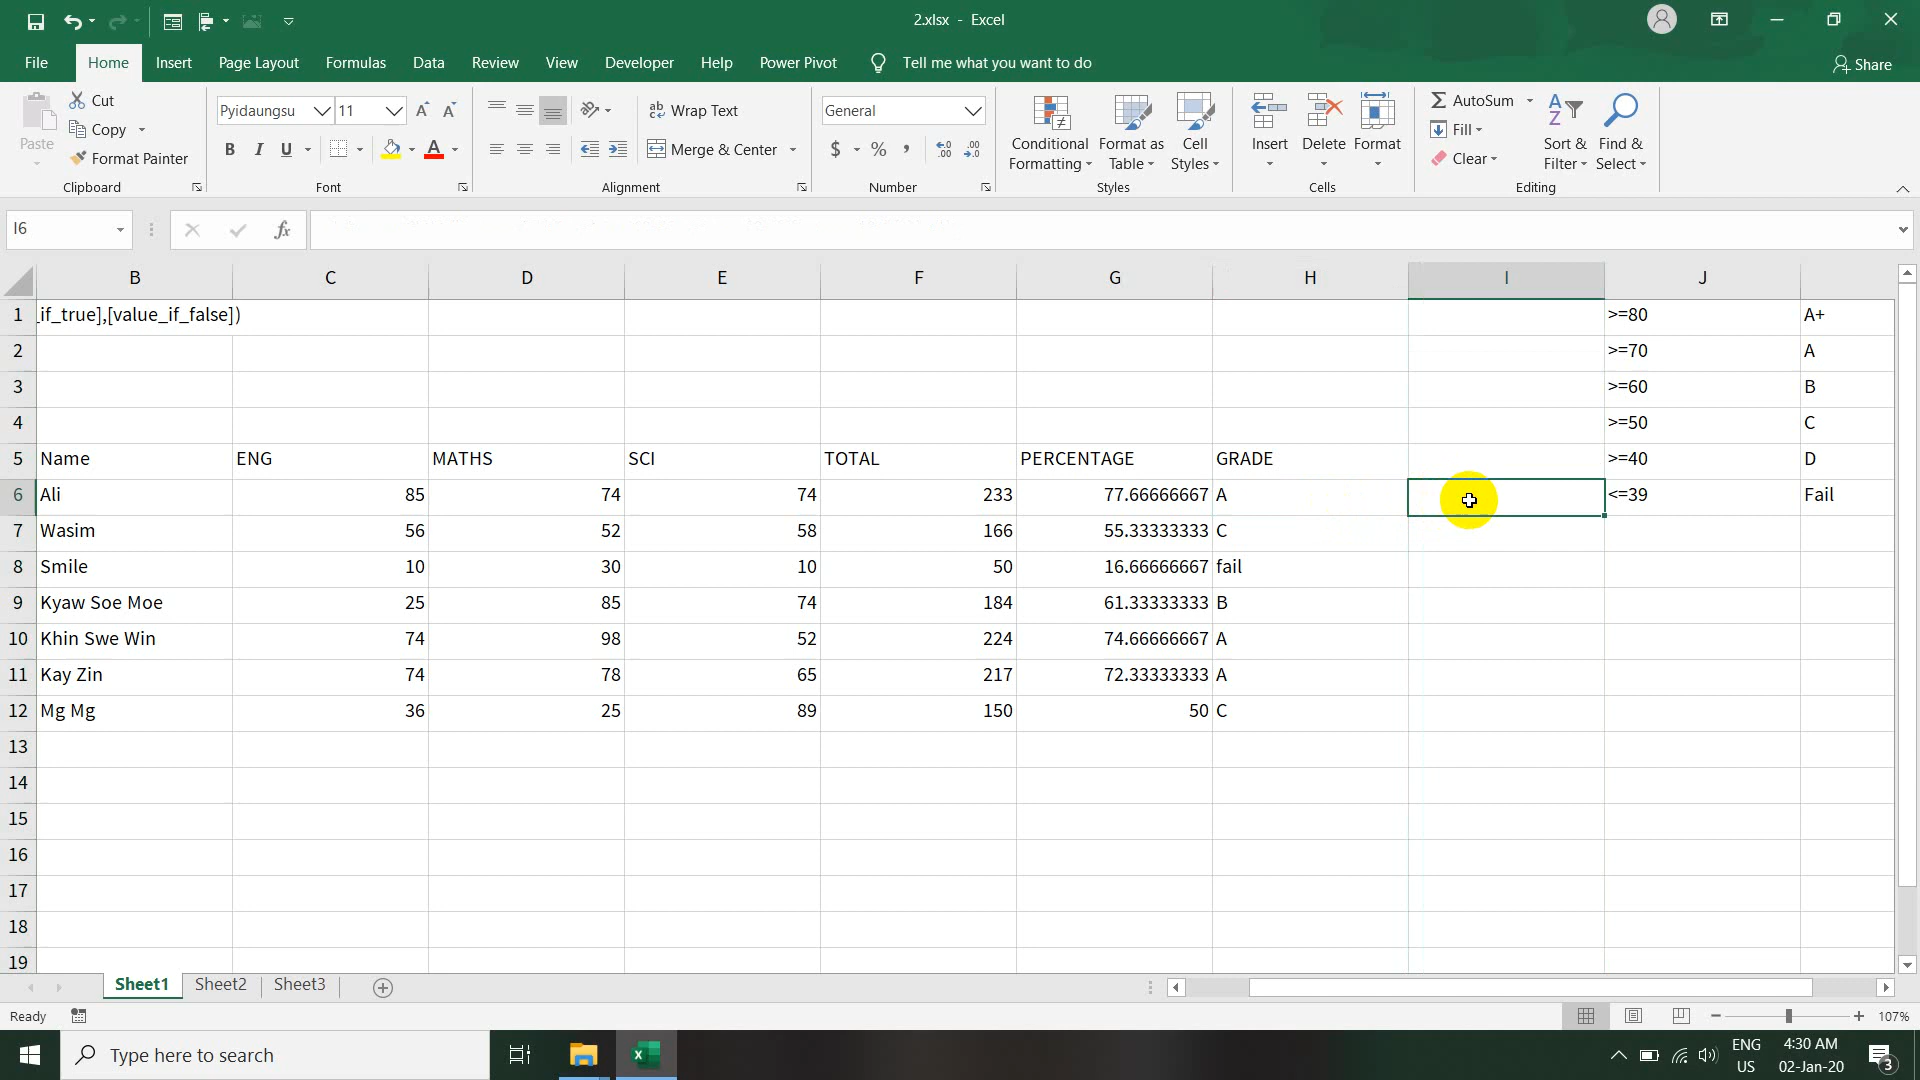 2.xlsx - Excel
File Home Insert Page Layout Formulas Data Review View Developer Help Power Pivot Tell me what you want to do Share
Paste Cut Copy Format Painter Clipboard
Pyidaungsu 11 B I U Font
Wrap Text Merge & Center Alignment
General $ % , Number
Conditional Formatting Format as Table Cell Styles Styles
Insert Delete Format Cells
AutoSum Fill Clear Sort & Filter Find & Select Editing
I6 fx
B C D E F G H I J
1 _if_true],[value_if_false]) >=80 A+
2 >=70 A
3 >=60 B
4 >=50 C
5 Name ENG MATHS SCI TOTAL PERCENTAGE GRADE >=40 D
6 Ali 85 74 74 233 77.66666667 A <=39 Fail
7 Wasim 56 52 58 166 55.33333333 C
8 Smile 10 30 10 50 16.66666667 fail
9 Kyaw Soe Moe 25 85 74 184 61.33333333 B
10 Khin Swe Win 74 98 52 224 74.66666667 A
11 Kay Zin 74 78 65 217 72.33333333 A
12 Mg Mg 36 25 89 150 50 C
13
14
15
16
17
18
19
Sheet1 Sheet2 Sheet3
Ready 107%
Type here to search ENG US 4:30 AM 02-Jan-20 3